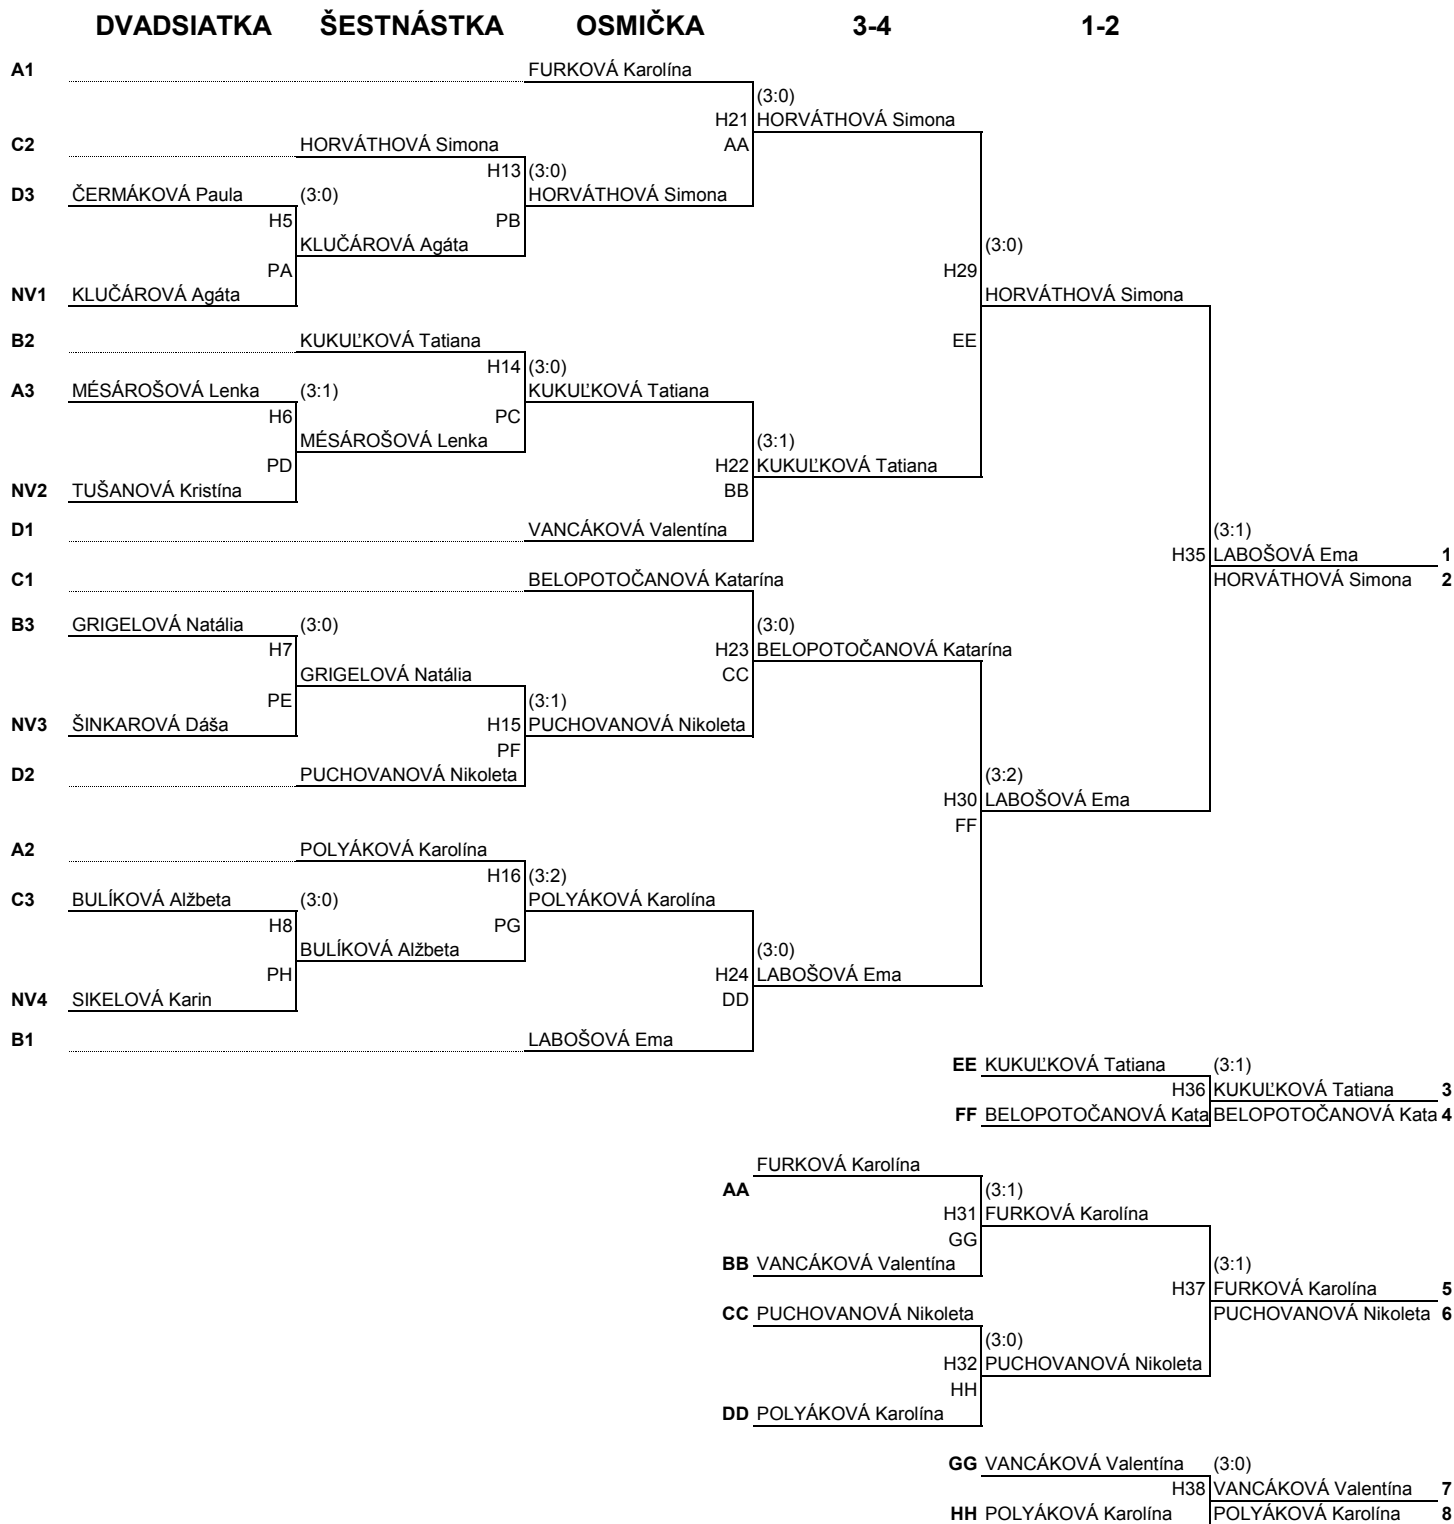 DVADSIATKA ŠESTNÁSTKA OSMIČKA 3-4 1-2
A1 FURKOVÁ Karolína
(3:0)
H21 HORVÁTHOVÁ Simona
C2 HORVÁTHOVÁ Simona AA
H13 (3:0)
D3 ČERMÁKOVÁ Paula (3:0) HORVÁTHOVÁ Simona
H5 PB
KLUČÁROVÁ Agáta (3:0)
PA H29
NV1 KLUČÁROVÁ Agáta HORVÁTHOVÁ Simona
B2 KUKUĽKOVÁ Tatiana EE
H14 (3:0)
A3 MÉSÁROŠOVÁ Lenka (3:1) KUKUĽKOVÁ Tatiana
H6 PC
MÉSÁROŠOVÁ Lenka (3:1)
PD H22 KUKUĽKOVÁ Tatiana
NV2 TUŠANOVÁ Kristína BB
D1 VANCÁKOVÁ Valentína (3:1)
H35 LABOŠOVÁ Ema 1
C1 BELOPOTOČANOVÁ Katarína HORVÁTHOVÁ Simona 2
B3 GRIGELOVÁ Natália (3:0) (3:0)
H7 H23 BELOPOTOČANOVÁ Katarína
GRIGELOVÁ Natália CC
PE (3:1)
NV3 ŠINKAROVÁ Dáša H15 PUCHOVANOVÁ Nikoleta
PF
D2 PUCHOVANOVÁ Nikoleta (3:2)
H30 LABOŠOVÁ Ema
FF
A2 POLYÁKOVÁ Karolína
H16 (3:2)
C3 BULÍKOVÁ Alžbeta (3:0) POLYÁKOVÁ Karolína
H8 PG
BULÍKOVÁ Alžbeta (3:0)
PH H24 LABOŠOVÁ Ema
NV4 SIKELOVÁ Karin DD
B1 LABOŠOVÁ Ema
EE KUKUĽKOVÁ Tatiana (3:1)
H36 KUKUĽKOVÁ Tatiana 3
FF BELOPOTOČANOVÁ Kata BELOPOTOČANOVÁ Kata 4
FURKOVÁ Karolína
AA (3:1)
H31 FURKOVÁ Karolína
GG
BB VANCÁKOVÁ Valentína (3:1)
H37 FURKOVÁ Karolína 5
CC PUCHOVANOVÁ Nikoleta PUCHOVANOVÁ Nikoleta 6
(3:0)
H32 PUCHOVANOVÁ Nikoleta
HH
DD POLYÁKOVÁ Karolína
GG VANCÁKOVÁ Valentína (3:0)
H38 VANCÁKOVÁ Valentína 7
HH POLYÁKOVÁ Karolína POLYÁKOVÁ Karolína 8